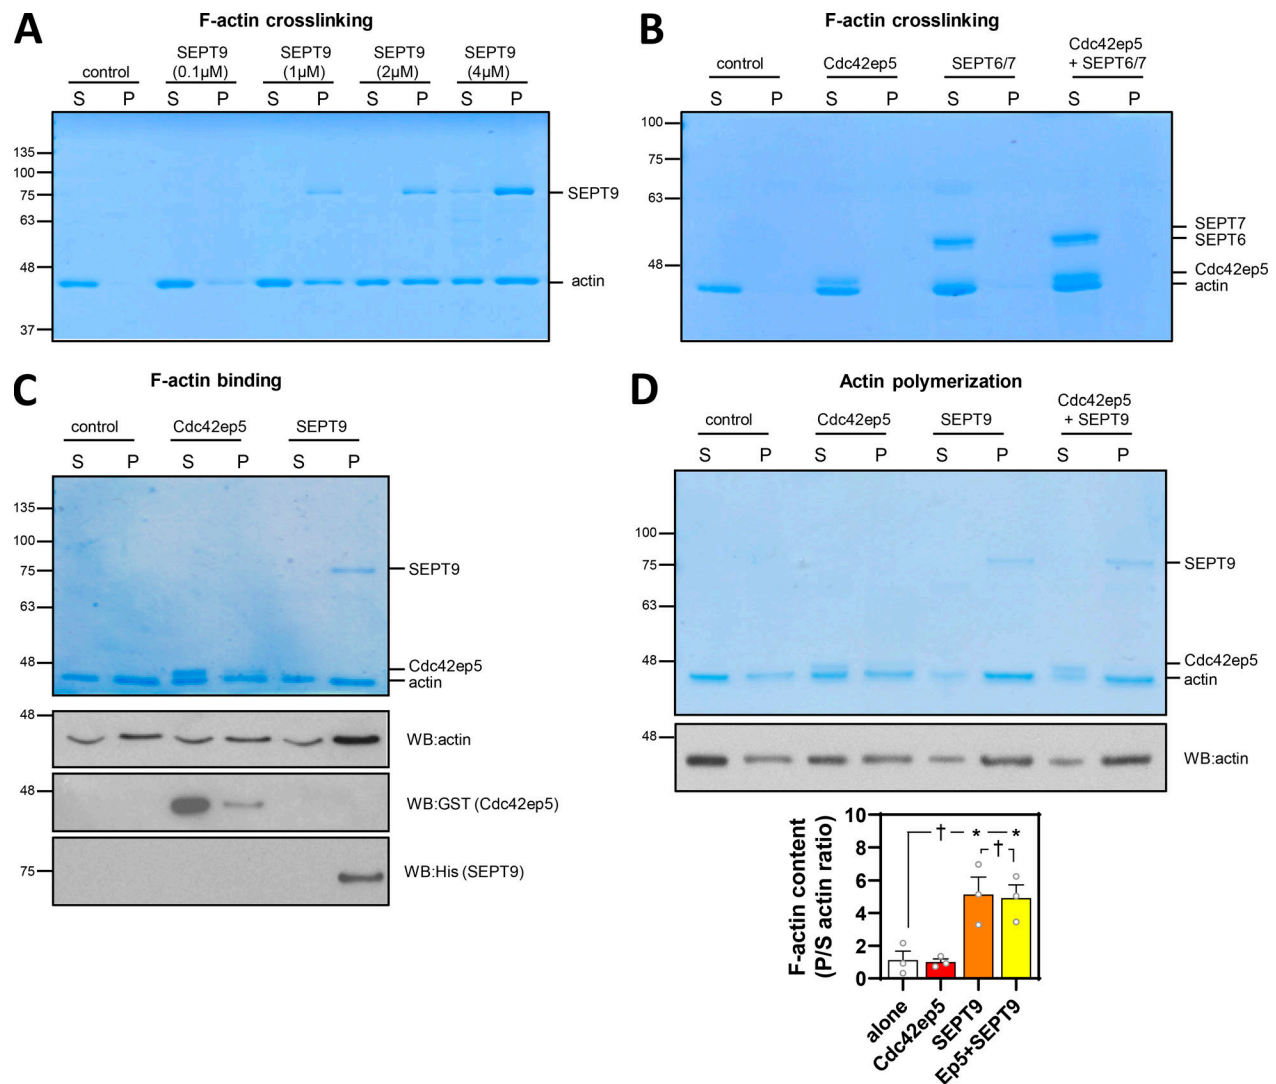 A
F-actin crosslinking
control
SEPT9
(0.1µM)
SEPT9
(1µM)
SEPT9
(2µM)
SEPT9
(4µM)
S P S P S P S P S P
135
100
75
63
48
37
SEPT9
actin
B
F-actin crosslinking
control
Cdc42ep5
SEPT6/7
Cdc42ep5
+ SEPT6/7
S P S P S P S P
100
75
63
48
SEPT7
SEPT6
Cdc42ep5
actin
C
F-actin binding
control
Cdc42ep5
SEPT9
S P S P S P
135
100
75
63
48
SEPT9
Cdc42ep5
actin
48
WB:actin
48
WB:GST (Cdc42ep5)
75
WB:His (SEPT9)
D
Actin polymerization
control
Cdc42ep5
SEPT9
Cdc42ep5
+ SEPT9
S P S P S P S P
100
75
63
48
SEPT9
Cdc42ep5
actin
48
WB:actin
F-actin content
(P/S actin ratio)
10
8
6
4
2
0
† * *
†
alone
Cdc42ep5
SEPT9
Ep5+SEPT9